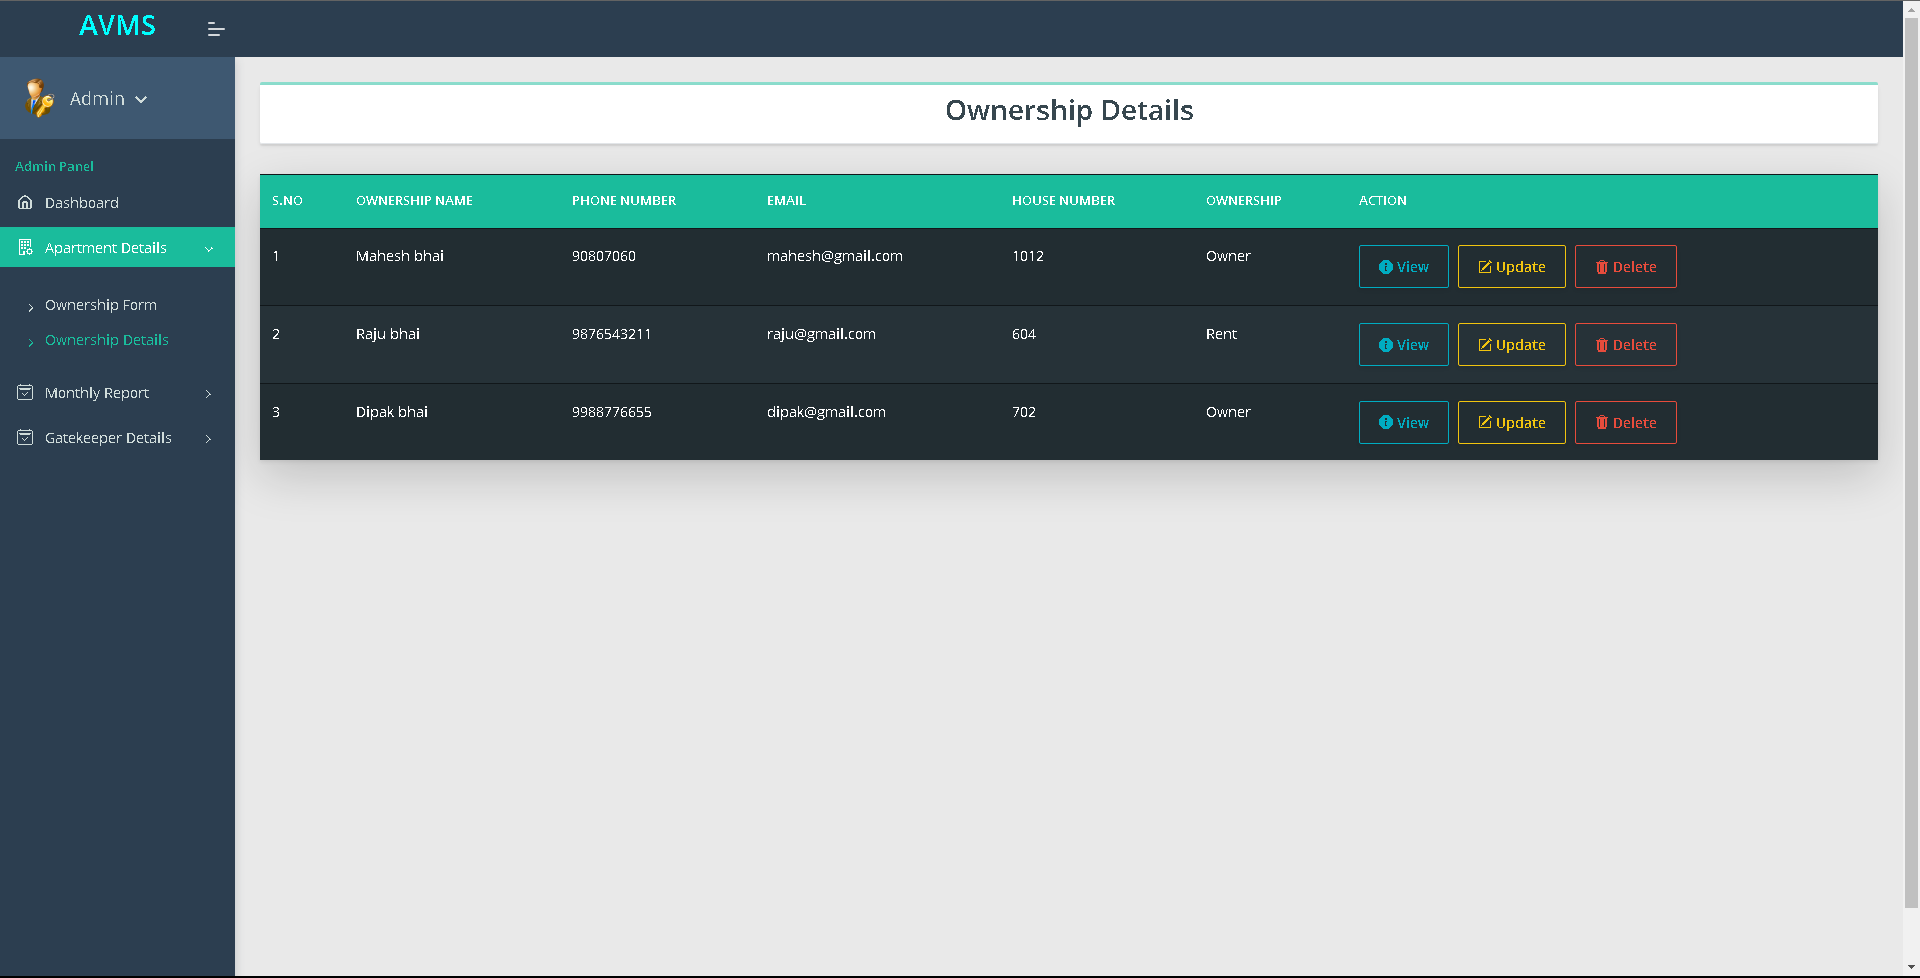 AVMS
Admin
Admin Panel
Dashboard
Apartment Details
Ownership Form
Ownership Details
Monthly Report
Gatekeeper Details
Ownership Details
S.NO OWNERSHIP NAME PHONE NUMBER EMAIL HOUSE NUMBER OWNERSHIP ACTION
1 Mahesh bhai 90807060 mahesh@gmail.com 1012 Owner View Update Delete
2 Raju bhai 9876543211 raju@gmail.com 604 Rent View Update Delete
3 Dipak bhai 9988776655 dipak@gmail.com 702 Owner View Update Delete